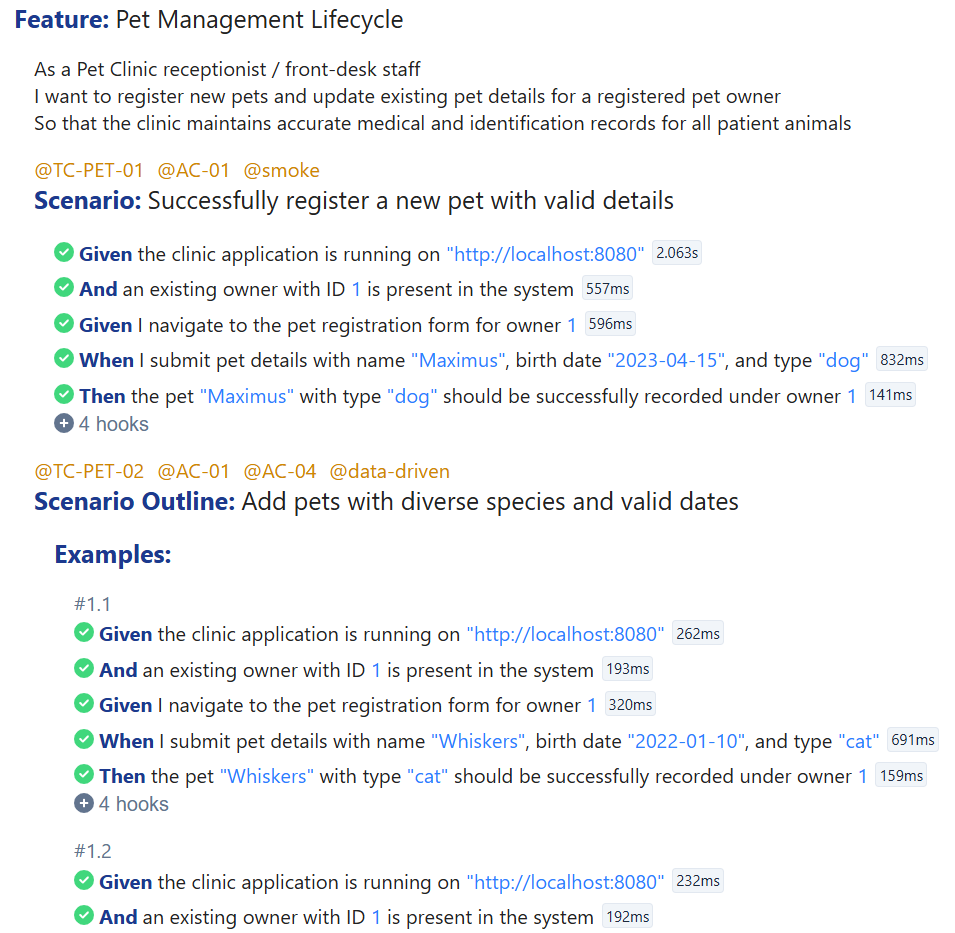 Feature: Pet Management Lifecycle
As a Pet Clinic receptionist / front-desk staff
I want to register new pets and update existing pet details for a registered pet owner
So that the clinic maintains accurate medical and identification records for all patient animals
@TC-PET-01 @AC-01 @smoke
Scenario: Successfully register a new pet with valid details
Given the clinic application is running on "http://localhost:8080" 2.063s
And an existing owner with ID 1 is present in the system 557ms
Given I navigate to the pet registration form for owner 1 596ms
When I submit pet details with name "Maximus", birth date "2023-04-15", and type "dog" 832ms
Then the pet "Maximus" with type "dog" should be successfully recorded under owner 1 141ms
4 hooks
@TC-PET-02 @AC-01 @AC-04 @data-driven
Scenario Outline: Add pets with diverse species and valid dates
Examples:
#1.1
Given the clinic application is running on "http://localhost:8080" 262ms
And an existing owner with ID 1 is present in the system 193ms
Given I navigate to the pet registration form for owner 1 320ms
When I submit pet details with name "Whiskers", birth date "2022-01-10", and type "cat" 691ms
Then the pet "Whiskers" with type "cat" should be successfully recorded under owner 1 159ms
4 hooks
#1.2
Given the clinic application is running on "http://localhost:8080" 232ms
And an existing owner with ID 1 is present in the system 192ms